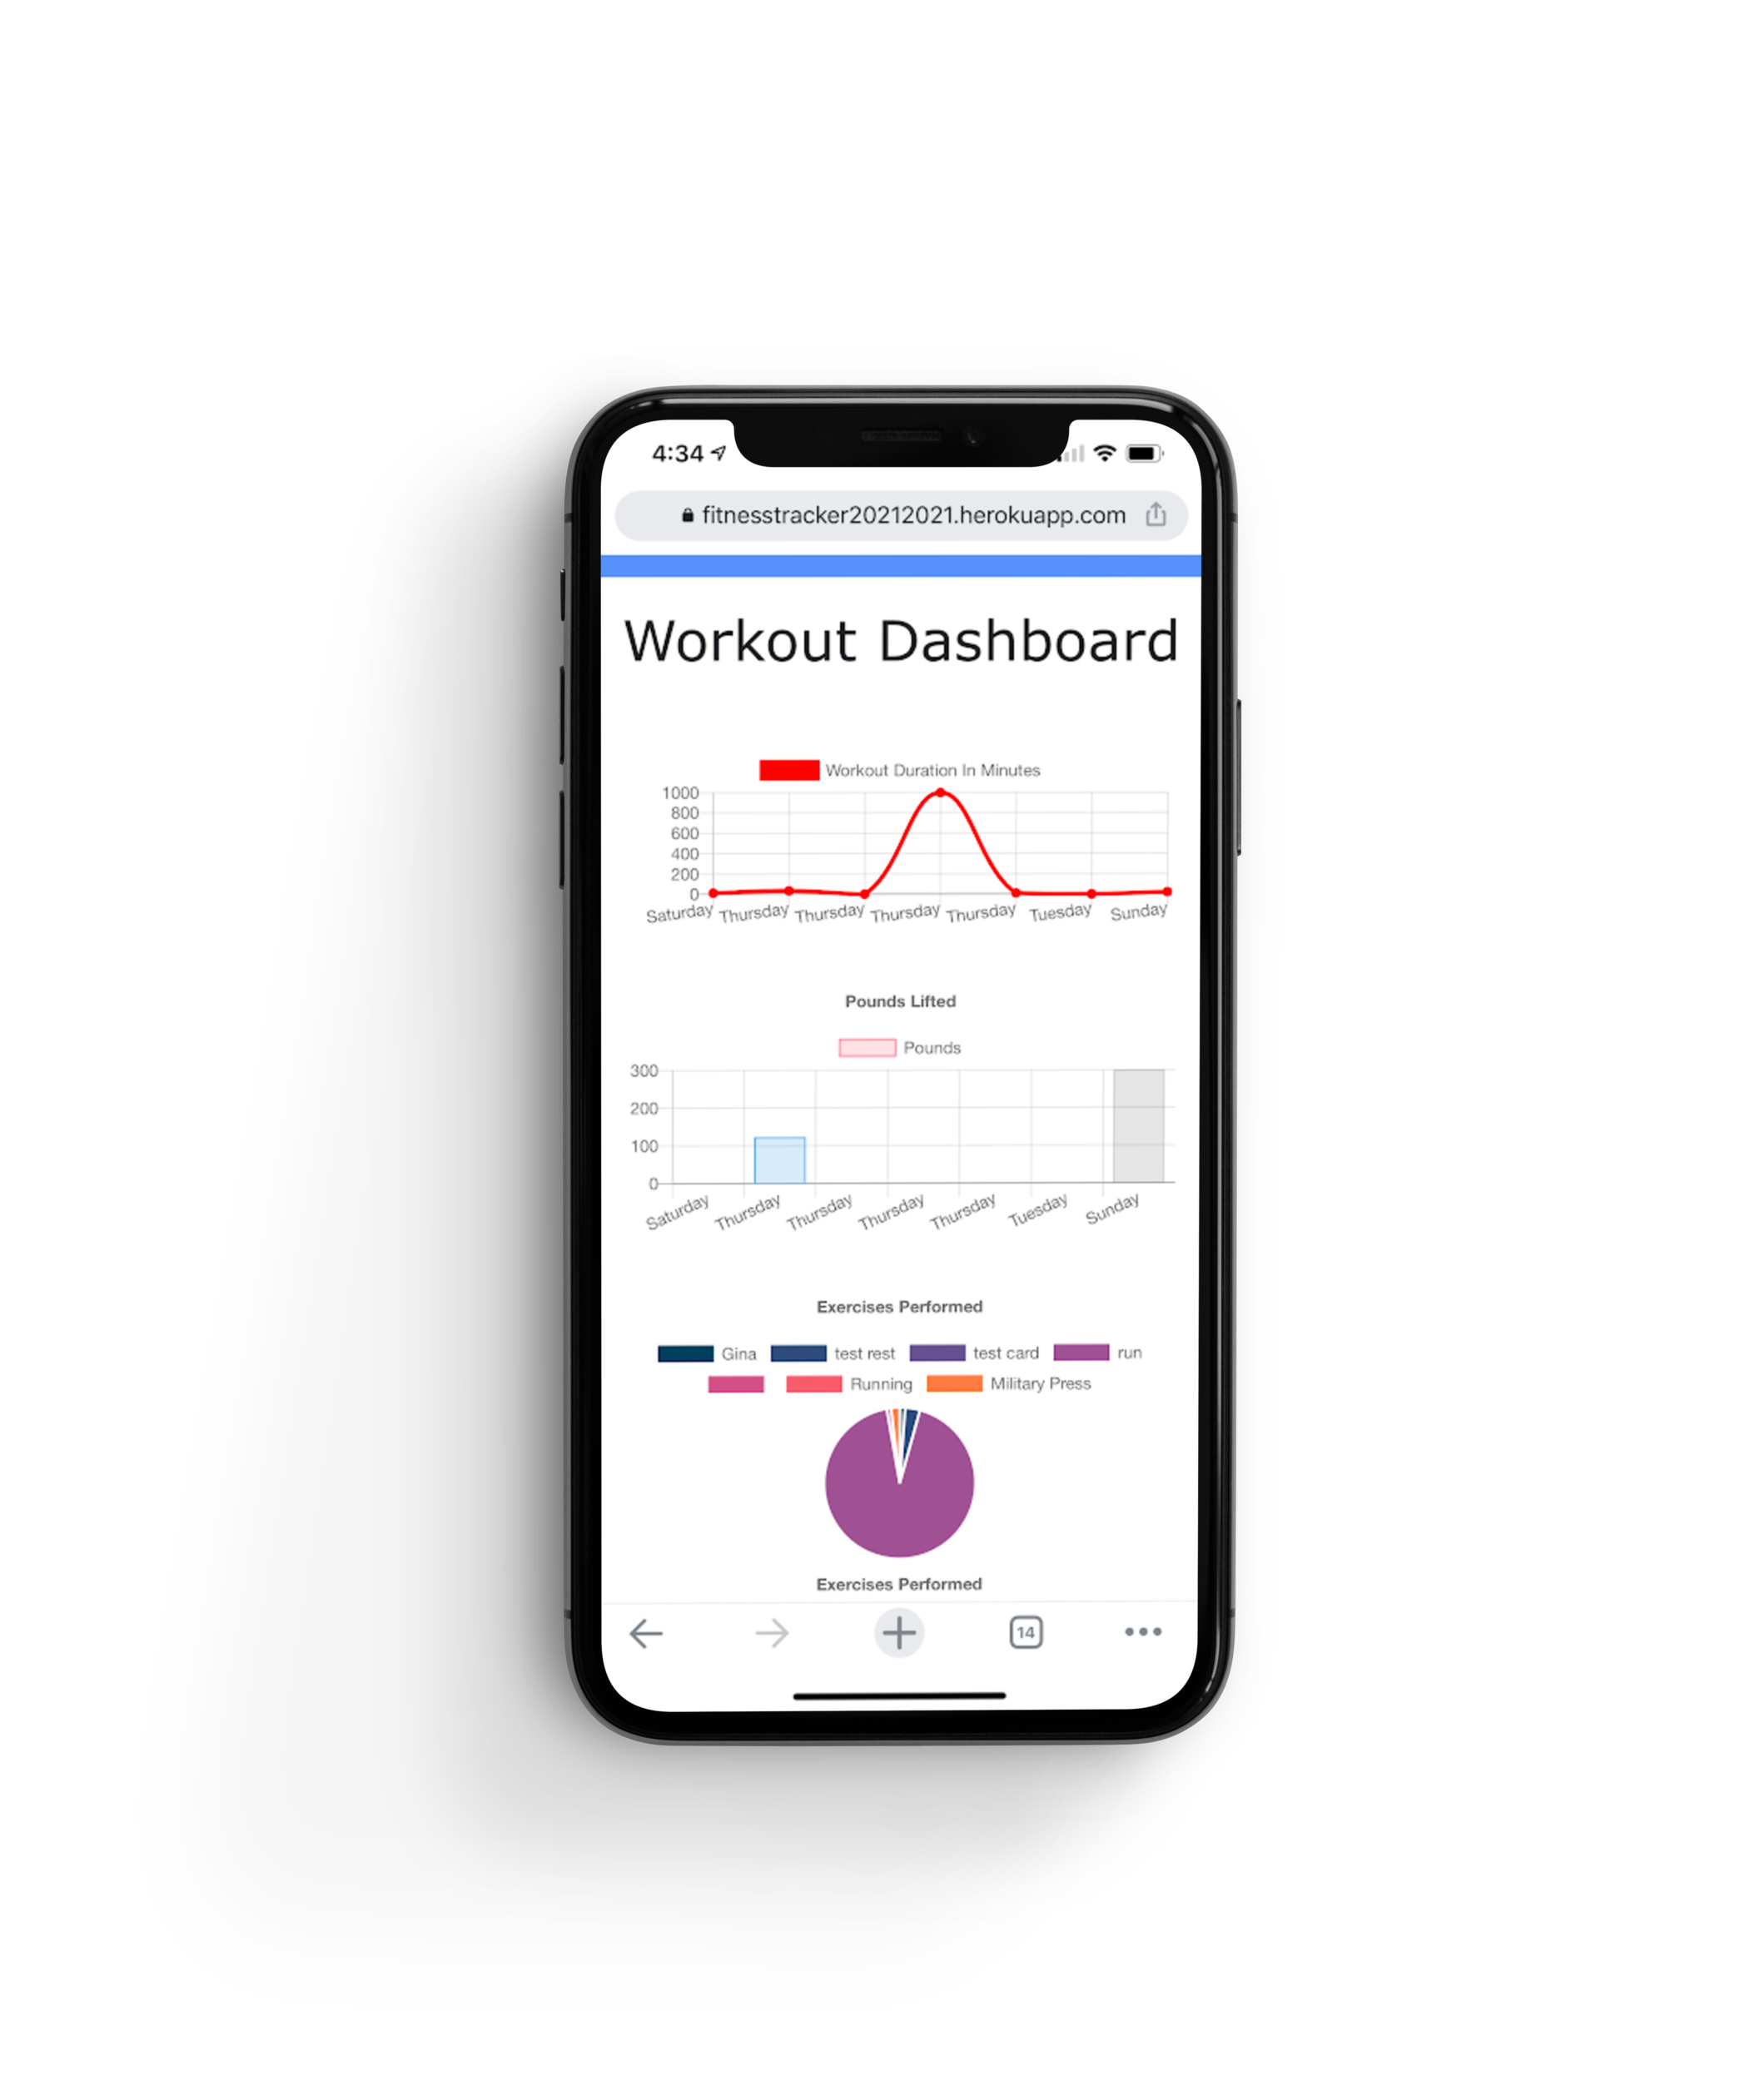 4:34
fitnesstracker20212021.herokuapp.com
Workout Dashboard
Workout Duration In Minutes
1000
800
600
400
200
0
Saturday Thursday Thursday Thursday Thursday Tuesday Sunday
Pounds Lifted
Pounds
300
200
100
0
Saturday Thursday Thursday Thursday Thursday Tuesday Sunday
Exercises Performed
Gina test rest test card run
Running Military Press
Exercises Performed
14